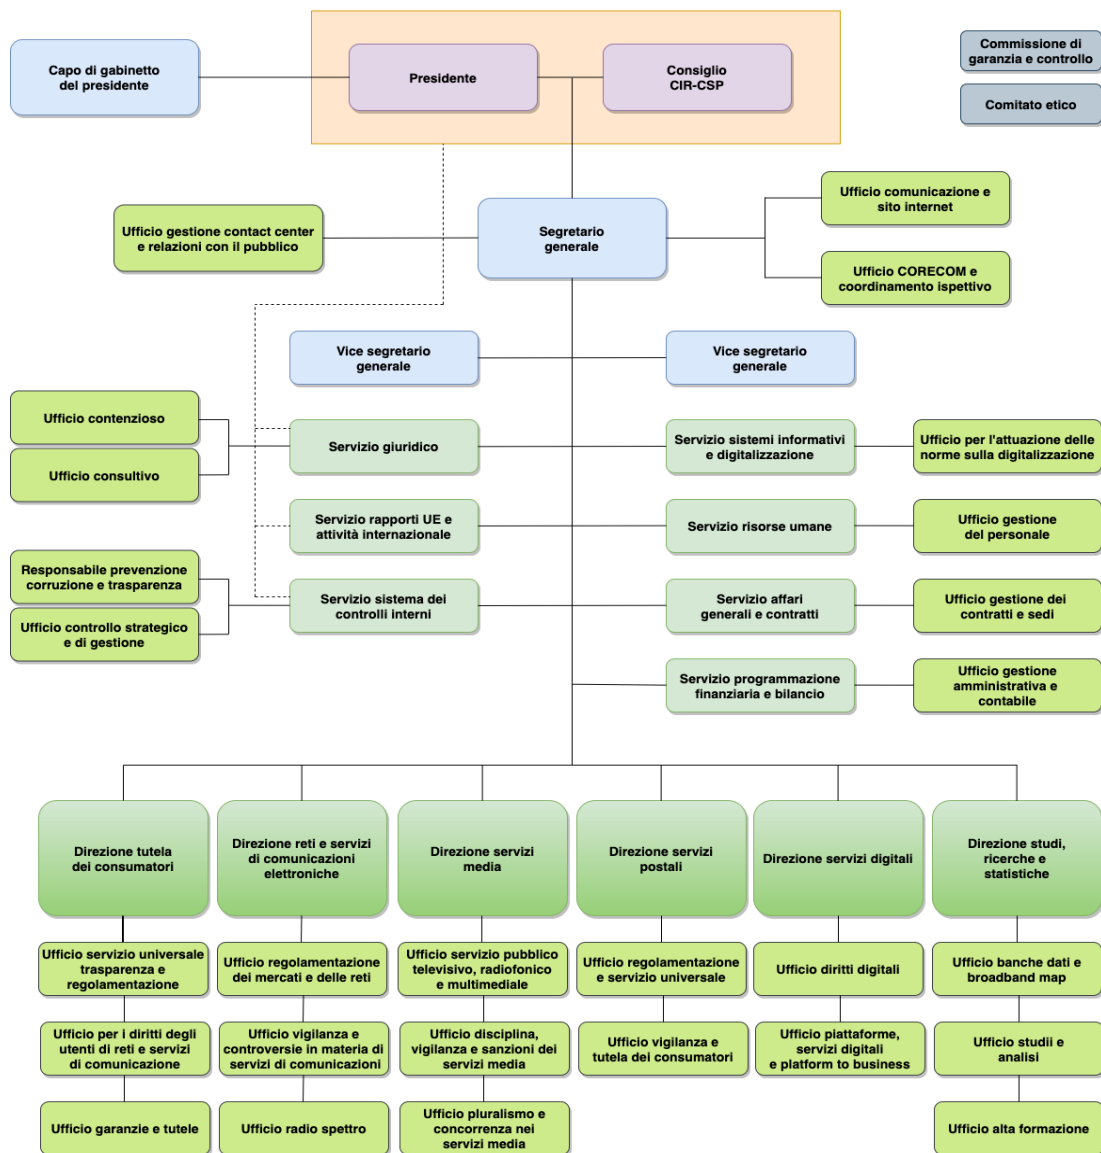 Capo di gabinetto
del presidente
Presidente
Consiglio
CIR-CSP
Commissione di
garanzia e controllo
Comitato etico
Ufficio gestione contact center
e relazioni con il pubblico
Segretario
generale
Ufficio comunicazione e
sito internet
Ufficio CORECOM e
coordinamento ispettivo
Vice segretario
generale
Vice segretario
generale
Ufficio contenzioso
Ufficio consultivo
Servizio giuridico
Servizio sistemi informativi
e digitalizzazione
Ufficio per l'attuazione delle
norme sulla digitalizzazione
Servizio rapporti UE e
attività internazionale
Servizio risorse umane
Ufficio gestione
del personale
Responsabile prevenzione
corruzione e trasparenza
Ufficio controllo strategico
e di gestione
Servizio sistema dei
controlli interni
Servizio affari
generali e contratti
Ufficio gestione dei
contratti e sedi
Servizio programmazione
finanziaria e bilancio
Ufficio gestione
amministrativa e
contabile
Direzione tutela
dei consumatori
Direzione reti e servizi
di comunicazioni
elettroniche
Direzione servizi
media
Direzione servizi
postali
Direzione servizi digitali
Direzione studi,
ricerche e
statistiche
Ufficio servizio universale
trasparenza e
regolamentazione
Ufficio regolamentazione
dei mercati e delle reti
Ufficio servizio pubblico
televisivo, radiofonico
e multimediale
Ufficio regolamentazione
e servizio universale
Ufficio diritti digitali
Ufficio banche dati e
broadband map
Ufficio per i diritti degli
utenti di reti e servizi
di comunicazione
Ufficio vigilanza e
controversie in materia di
servizi di comunicazioni
Ufficio disciplina,
vigilanza e sanzioni dei
servizi media
Ufficio vigilanza e
tutela dei consumatori
Ufficio piattaforme,
servizi digitali
e platform to business
Ufficio studii e
analisi
Ufficio garanzie e tutele
Ufficio radio spettro
Ufficio pluralismo e
concorrenza nei
servizi media
Ufficio alta formazione